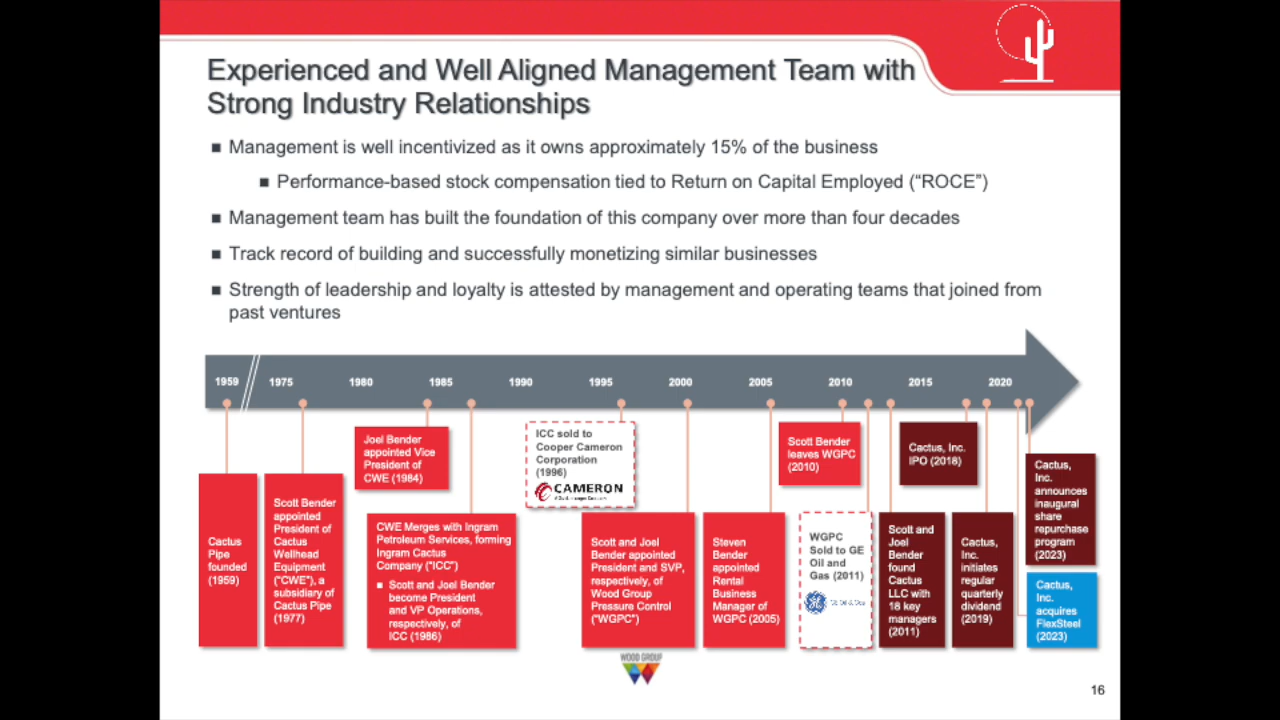 Experienced and Well Aligned Management Team with
Strong Industry Relationships
Management is well incentivized as it owns approximately 15% of the business
Performance-based stock compensation tied to Return on Capital Employed (“ROCE”)
Management team has built the foundation of this company over more than four decades
Track record of building and successfully monetizing similar businesses
Strength of leadership and loyalty is attested by management and operating teams that joined from
past ventures
1959 1975 1980 1985 1990 1995 2000 2005 2010 2015 2020
Cactus
Pipe
founded
(1959)
Scott Bender
appointed
President of
Cactus
Wellhead
Equipment
(“CWE”), a
subsidiary of
Cactus Pipe
(1977)
Joel Bender
appointed Vice
President of
CWE (1984)
CWE Merges with Ingram
Petroleum Services, forming
Ingram Cactus
Company (“ICC”)
Scott and Joel Bender
become President
and VP Operations,
respectively, of
ICC (1986)
ICC sold to
Cooper Cameron
Corporation
(1996)
CAMERON
Scott and Joel
Bender appointed
President and SVP,
respectively, of
Wood Group
Pressure Control
(“WGPC”)
WOOD GROUP
Steven
Bender
appointed
Rental
Business
Manager of
WGPC (2005)
Scott Bender
leaves WGPC
(2010)
WGPC
Sold to GE
Oil and
Gas (2011)
GE Oil & Gas
Scott and
Joel
Bender
found
Cactus
LLC with
18 key
managers
(2011)
Cactus, Inc.
IPO (2018)
Cactus,
Inc.
initiates
regular
quarterly
dividend
(2019)
Cactus,
Inc.
announces
inaugural
share
repurchase
program
(2023)
Cactus,
Inc.
acquires
FlexSteel
(2023)
16